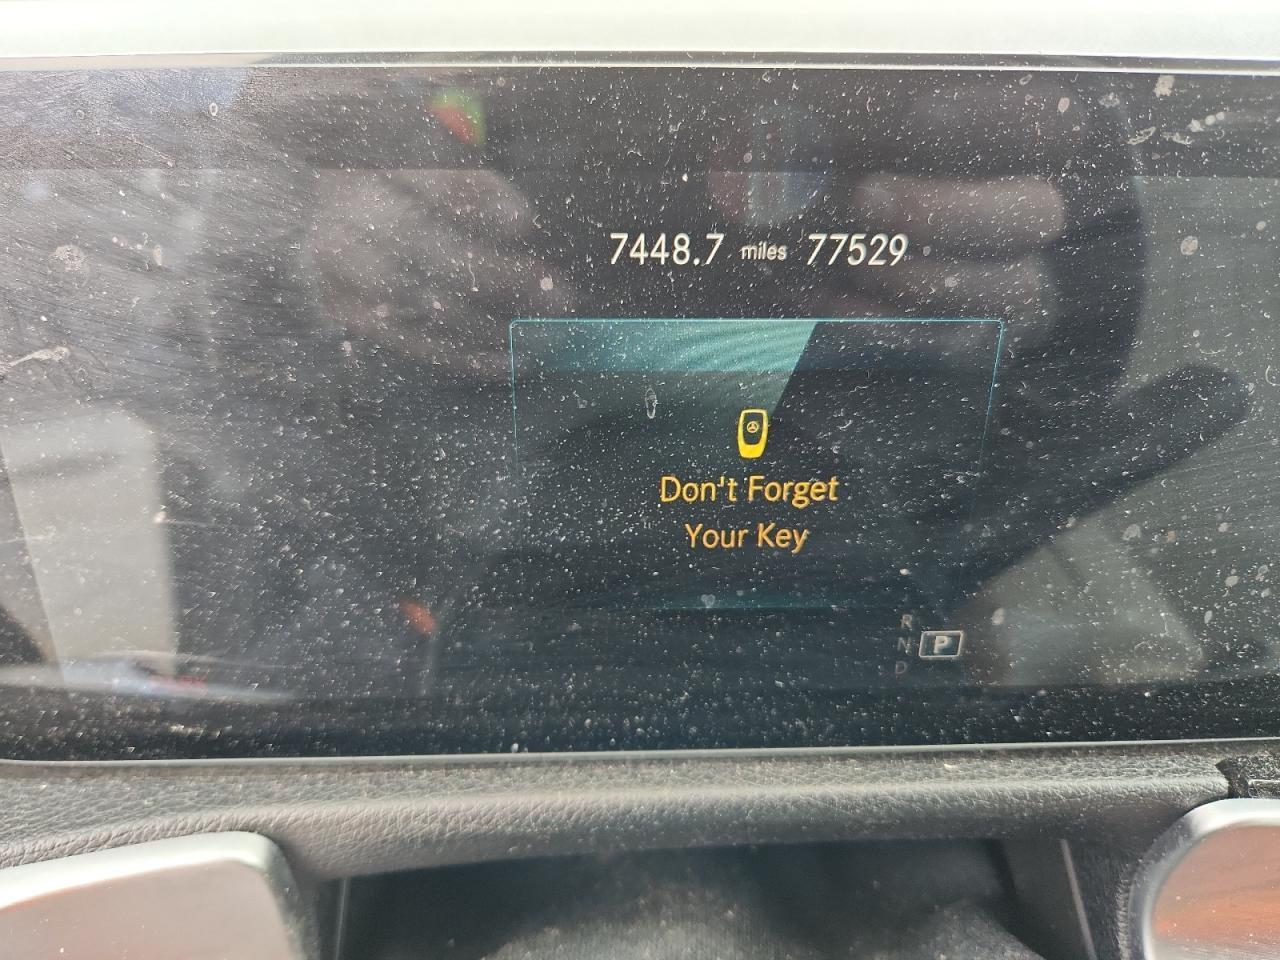 7448.7 miles 77529
Don't Forget
Your Key
R
N P
D